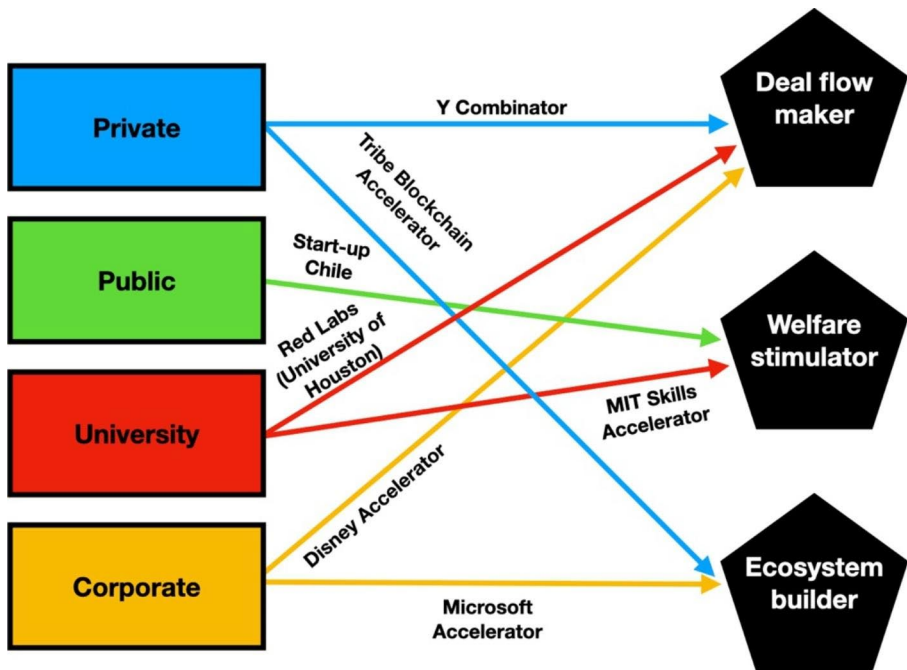 Private
Public
University
Corporate
Y Combinator
Tribe Blockchain
Accelerator
Start-up
Chile
Red Labs
(University of
Houston)
MIT Skills
Accelerator
Disney Accelerator
Microsoft
Accelerator
Deal flow
maker
Welfare
stimulator
Ecosystem
builder